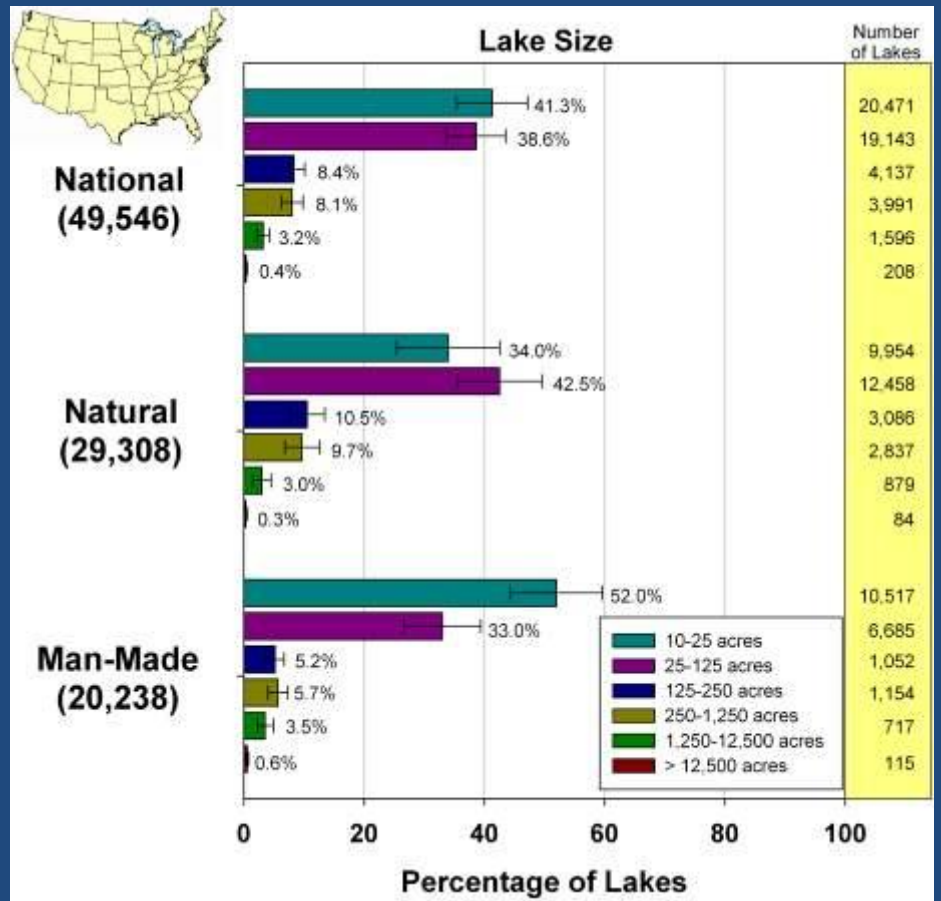 Lake Size
Number
of Lakes
National
(49,546)
41.3%
20,471
38.6%
19,143
8.4%
4,137
8.1%
3,991
3.2%
1,596
0.4%
208
Natural
(29,308)
34.0%
9,954
42.5%
12,458
10.5%
3,086
9.7%
2,837
3.0%
879
0.3%
84
Man-Made
(20,238)
52.0%
10,517
33.0%
6,685
5.2%
1,052
5.7%
1,154
3.5%
717
0.6%
115
10-25 acres
25-125 acres
125-250 acres
250-1,250 acres
1,250-12,500 acres
> 12,500 acres
0 20 40 60 80 100
Percentage of Lakes